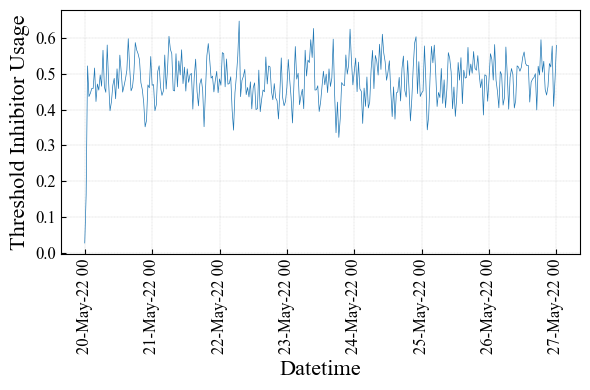 Threshold Inhibitor Usage
0.6
0.5
0.4
0.3
0.2
0.1
0.0
20-May-22 00
21-May-22 00
22-May-22 00
23-May-22 00
24-May-22 00
25-May-22 00
26-May-22 00
27-May-22 00
Datetime